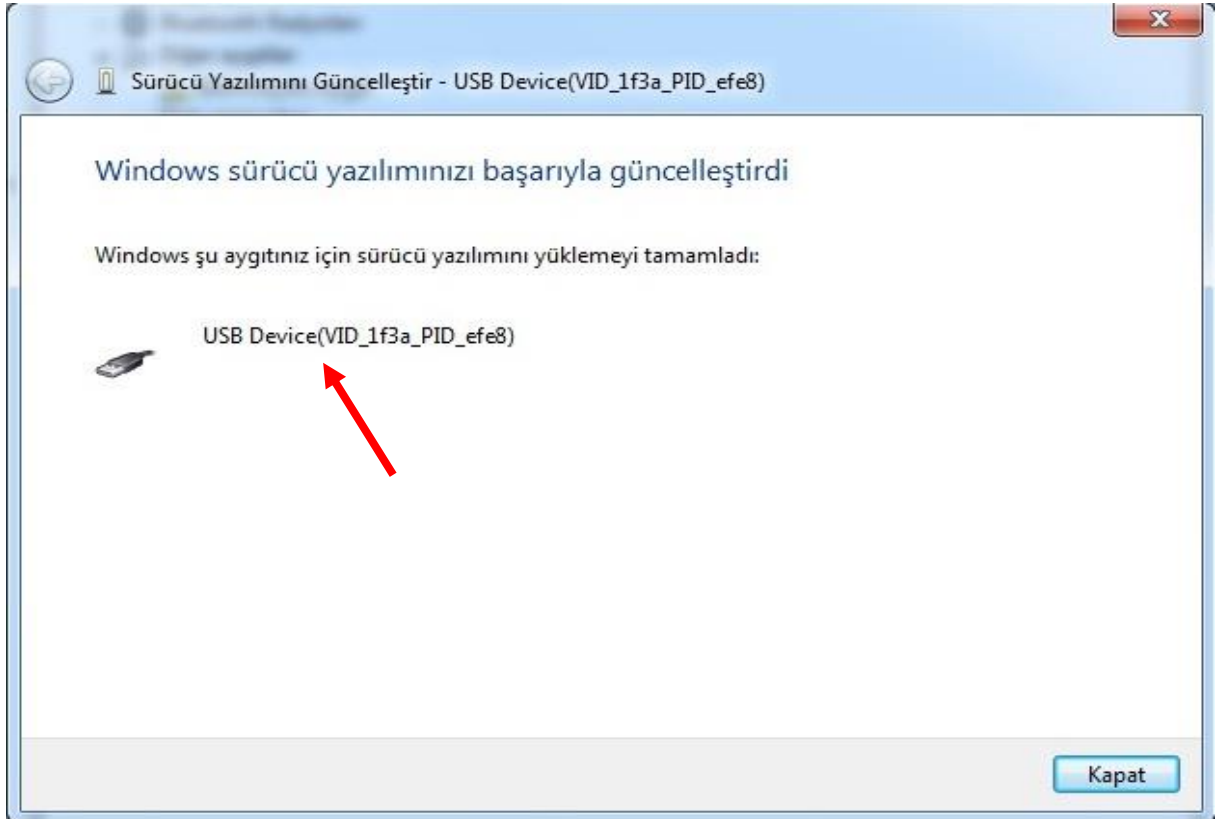 Sürücü Yazılımını Güncelleştir - USB Device(VID_1f3a_PID_efe8)
Windows sürücü yazılımınızı başarıyla güncelleştirdi
Windows şu aygıtınız için sürücü yazılımını yüklemeyi tamamladı:
USB Device(VID_1f3a_PID_efe8)
Kapat